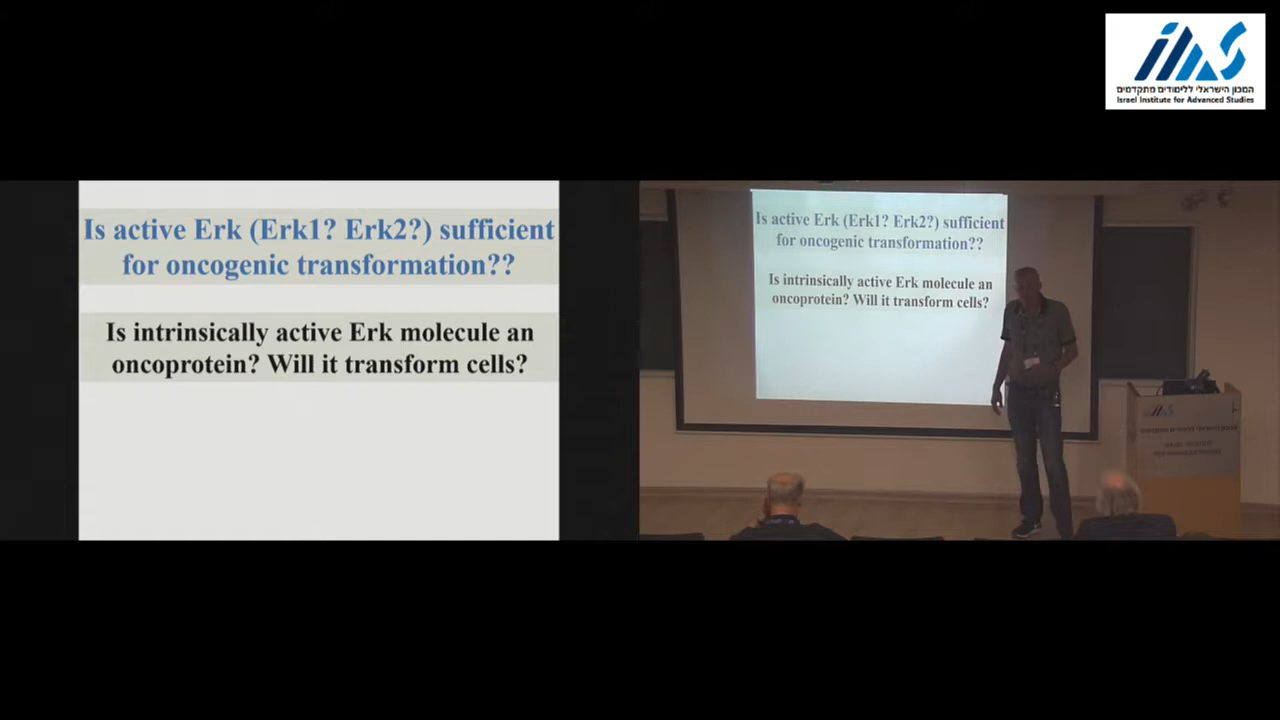 המכון הישראלי ללימודים מתקדמים
Israel Institute for Advanced Studies
Is active Erk (Erk1? Erk2?) sufficient
for oncogenic transformation??
Is intrinsically active Erk molecule an
oncoprotein? Will it transform cells?
Is active Erk (Erk1? Erk2?) sufficient
for oncogenic transformation??
Is intrinsically active Erk molecule an
oncoprotein? Will it transform cells?